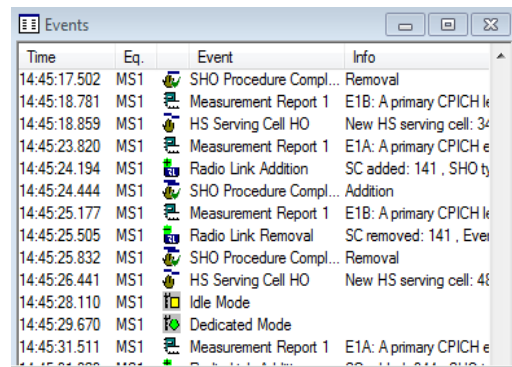 Events
Time Eq. Event Info
14:45:17.502 MS1 SHO Procedure Compl... Removal
14:45:18.781 MS1 Measurement Report 1 E1B: A primary CPICH le
14:45:18.859 MS1 HS Serving Cell HO New HS serving cell: 34
14:45:23.820 MS1 Measurement Report 1 E1A: A primary CPICH e
14:45:24.194 MS1 Radio Link Addition SC added: 141 , SHO ty
14:45:24.444 MS1 SHO Procedure Compl... Addition
14:45:25.177 MS1 Measurement Report 1 E1B: A primary CPICH le
14:45:25.505 MS1 Radio Link Removal SC removed: 141 , Even
14:45:25.832 MS1 SHO Procedure Compl... Removal
14:45:26.441 MS1 HS Serving Cell HO New HS serving cell: 48
14:45:28.110 MS1 Idle Mode
14:45:29.670 MS1 Dedicated Mode
14:45:31.511 MS1 Measurement Report 1 E1A: A primary CPICH e